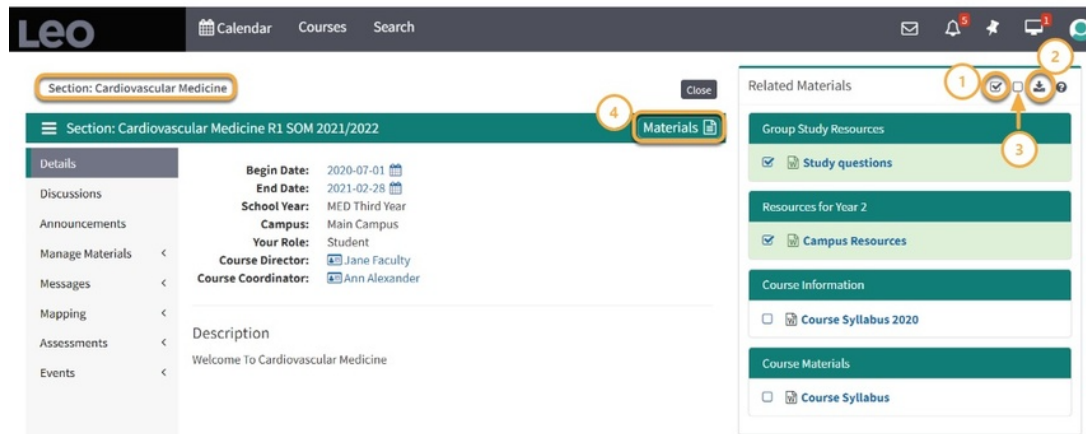 Leo
Calendar Courses Search
5
1
Section: Cardiovascular Medicine
Close
Section: Cardiovascular Medicine R1 SOM 2021/2022
4
Materials
Details
Discussions
Announcements
Manage Materials <
Messages <
Mapping <
Assessments <
Events <
Begin Date: 2020-07-01
End Date: 2021-02-28
School Year: MED Third Year
Campus: Main Campus
Your Role: Student
Course Director: Jane Faculty
Course Coordinator: Ann Alexander
Description
Welcome To Cardiovascular Medicine
Related Materials
1
2
3
Group Study Resources
Study questions
Resources for Year 2
Campus Resources
Course Information
Course Syllabus 2020
Course Materials
Course Syllabus